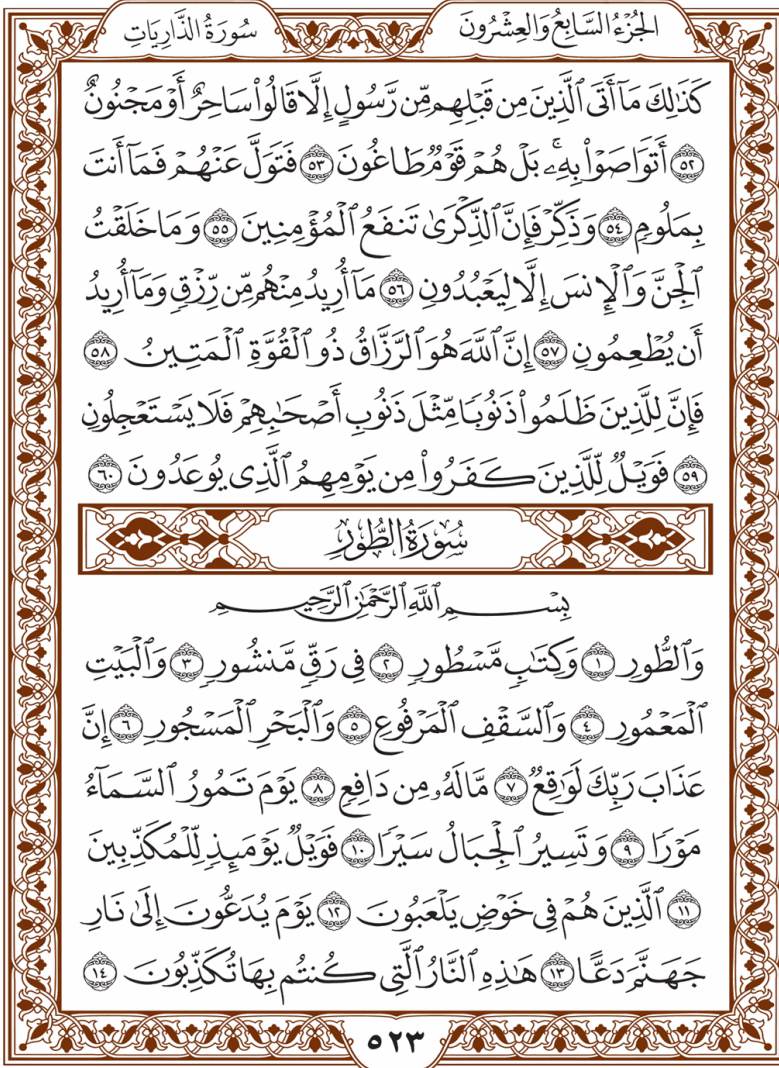 سُورَةُ الذَّارِيَاتِ
الجُزْءُ السَّابِعُ وَالعِشْرُونَ
كَذَٰلِكَ مَآ أَتَى ٱلَّذِينَ مِن قَبْلِهِم مِّن رَّسُولٍ إِلَّا قَالُوا۟ سَاحِرٌ أَوْ مَجْنُونٌ
٥٢ أَتَوَاصَوْا۟ بِهِۦۚ بَلْ هُمْ قَوْمٌ طَاغُونَ ٥٣ فَتَوَلَّ عَنْهُمْ فَمَآ أَنتَ
بِمَلُومٍ ٥٤ وَذَكِّرْ فَإِنَّ ٱلذِّكْرَىٰ تَنفَعُ ٱلْمُؤْمِنِينَ ٥٥ وَمَا خَلَقْتُ
ٱلْجِنَّ وَٱلْإِنسَ إِلَّا لِيَعْبُدُونِ ٥٦ مَآ أُرِيدُ مِنْهُم مِّن رِّزْقٍ وَمَآ أُرِيدُ
أَن يُطْعِمُونِ ٥٧ إِنَّ ٱللَّهَ هُوَ ٱلرَّزَّاقُ ذُو ٱلْقُوَّةِ ٱلْمَتِينُ ٥٨
فَإِنَّ لِلَّذِينَ ظَلَمُوا۟ ذَنُوبًا مِّثْلَ ذَنُوبِ أَصْحَٰبِهِمْ فَلَا يَسْتَعْجِلُونِ
٥٩ فَوَيْلٌ لِّلَّذِينَ كَفَرُوا۟ مِن يَوْمِهِمُ ٱلَّذِى يُوعَدُونَ ٦٠
سُورَةُ الطُّورِ
بِسْمِ ٱللَّهِ ٱلرَّحْمَٰنِ ٱلرَّحِيمِ
وَٱلطُّورِ ١ وَكِتَٰبٍ مَّسْطُورٍ ٢ فِى رَقٍّ مَّنشُورٍ ٣ وَٱلْبَيْتِ
ٱلْمَعْمُورِ ٤ وَٱلسَّقْفِ ٱلْمَرْفُوعِ ٥ وَٱلْبَحْرِ ٱلْمَسْجُورِ ٦ إِنَّ
عَذَابَ رَبِّكَ لَوَٰقِعٌ ٧ مَّا لَهُۥ مِن دَافِعٍ ٨ يَوْمَ تَمُورُ ٱلسَّمَآءُ
مَوْرًا ٩ وَتَسِيرُ ٱلْجِبَالُ سَيْرًا ١٠ فَوَيْلٌ يَوْمَئِذٍ لِّلْمُكَذِّبِينَ
١١ ٱلَّذِينَ هُمْ فِى خَوْضٍ يَلْعَبُونَ ١٢ يَوْمَ يُدَعُّونَ إِلَىٰ نَارِ
جَهَنَّمَ دَعًّا ١٣ هَٰذِهِ ٱلنَّارُ ٱلَّتِى كُنتُم بِهَا تُكَذِّبُونَ ١٤
٥٢٣